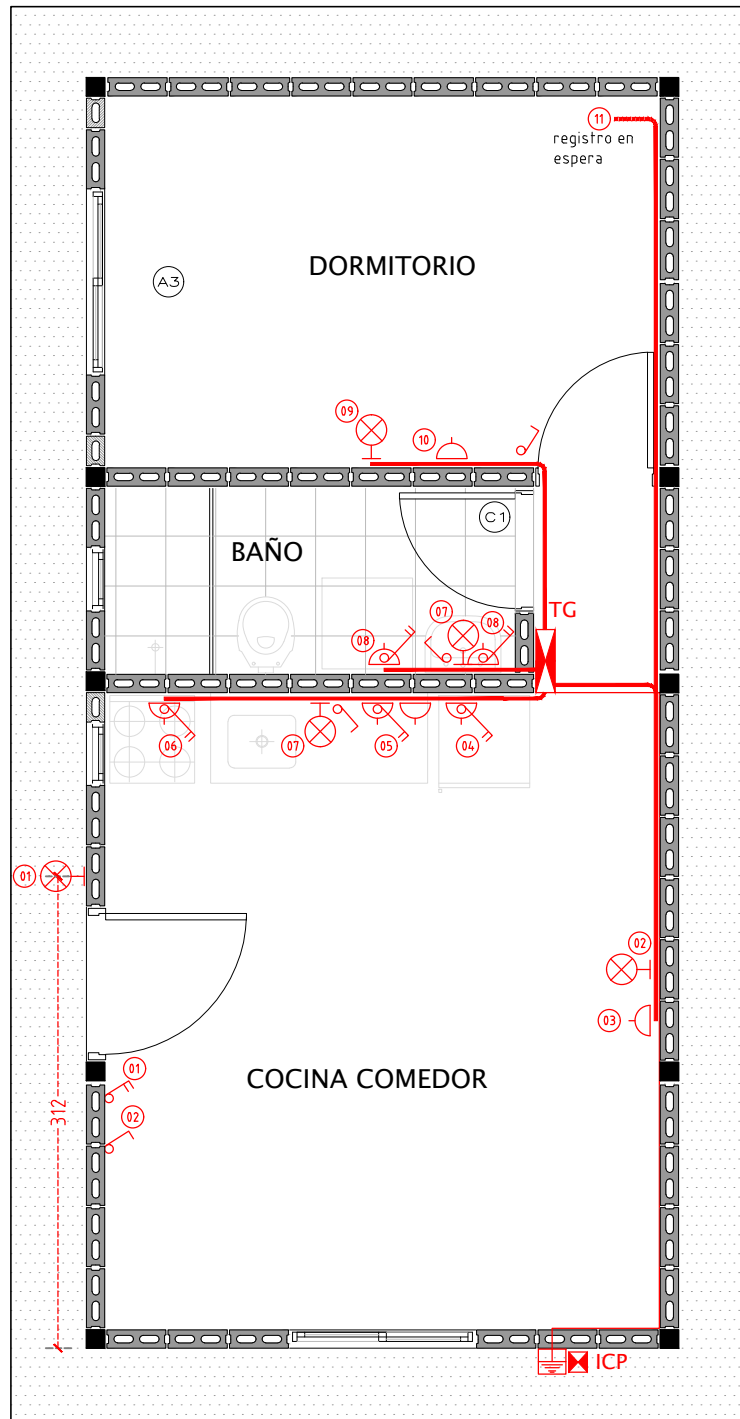 11
registro en
espera
DORMITORIO
A3
09
10
C1
BAÑO
TG
07
08
08
06
07
05
04
01
02
03
01
COCINA COMEDOR
02
312
ICP